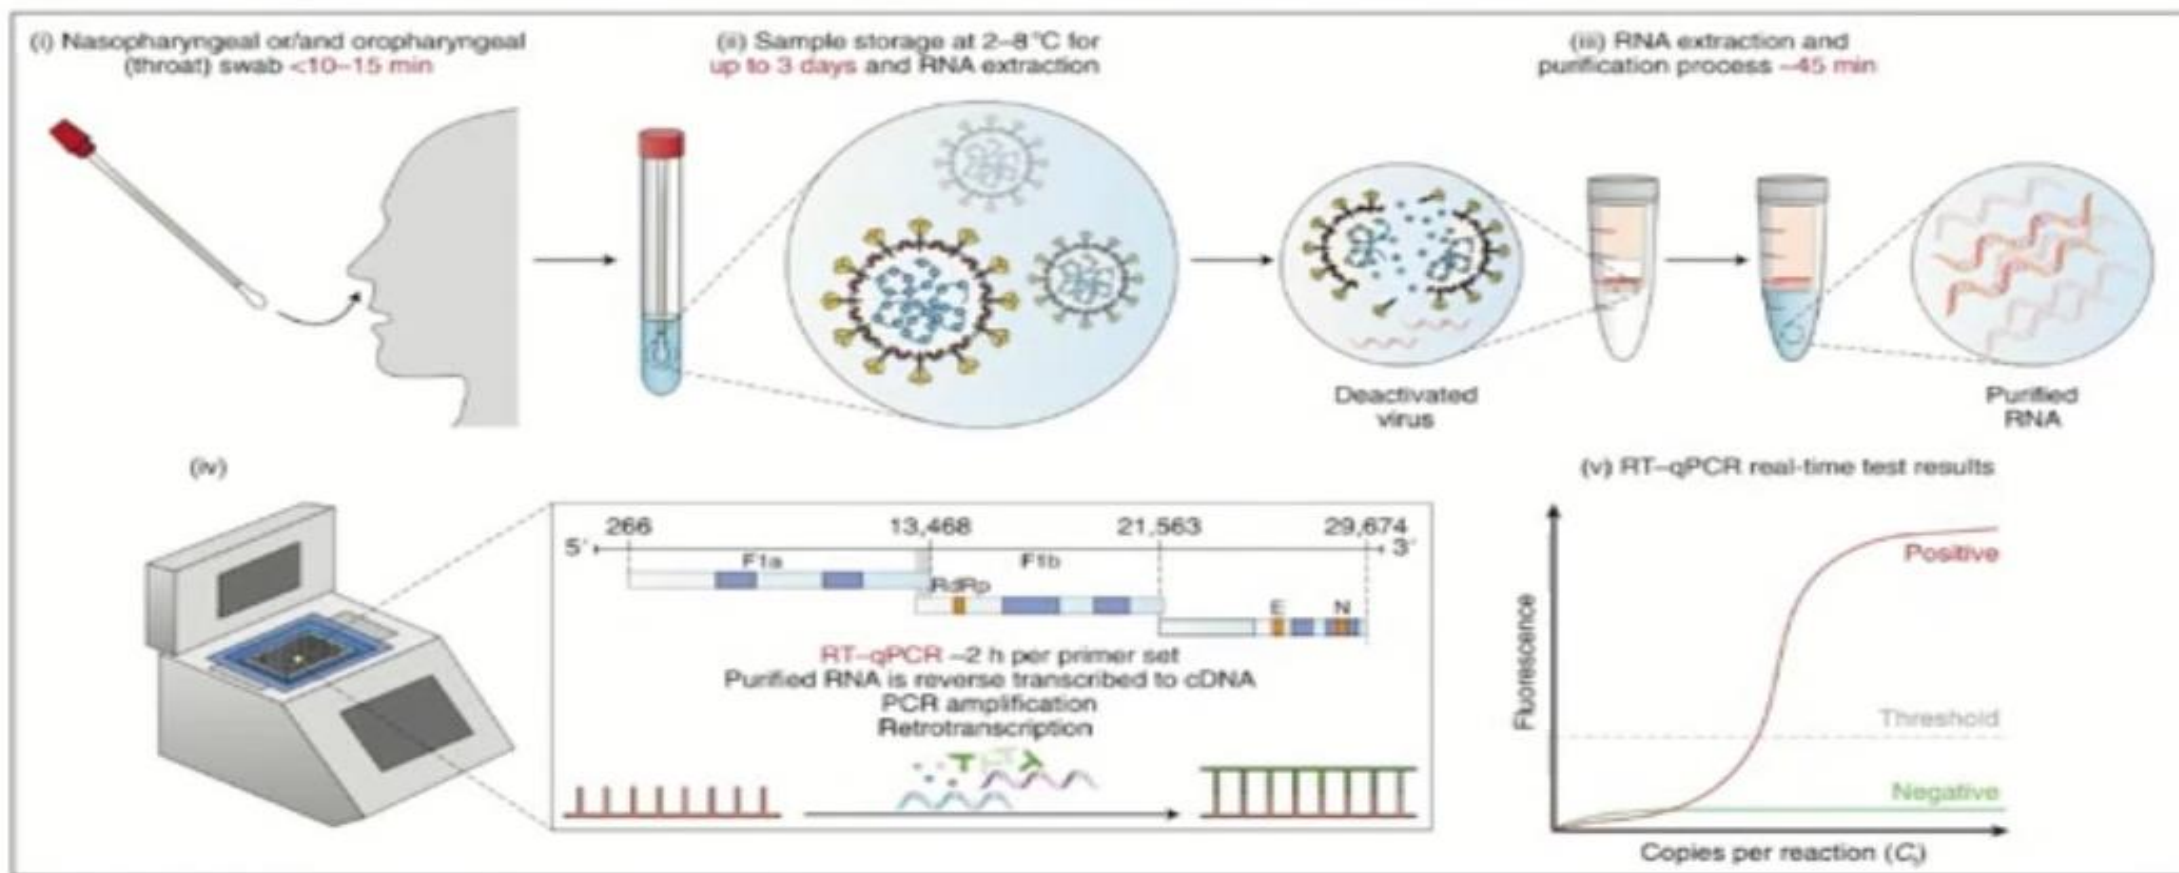 (i) Nasopharyngeal or/and oropharyngeal
(throat) swab <10–15 min
(ii) Sample storage at 2–8°C for
up to 3 days and RNA extraction
(iii) RNA extraction and
purification process ~45 min
Deactivated
virus
Purified
RNA
(iv)
266 13,468 21,563 29,674
5′ 3′
F1a F1b
RdRp
E N
RT–qPCR ~2 h per primer set
Purified RNA is reverse transcribed to cDNA
PCR amplification
Retrotranscription
(v) RT–qPCR real-time test results
Fluorescence
Positive
Threshold
Negative
Copies per reaction (Ct)